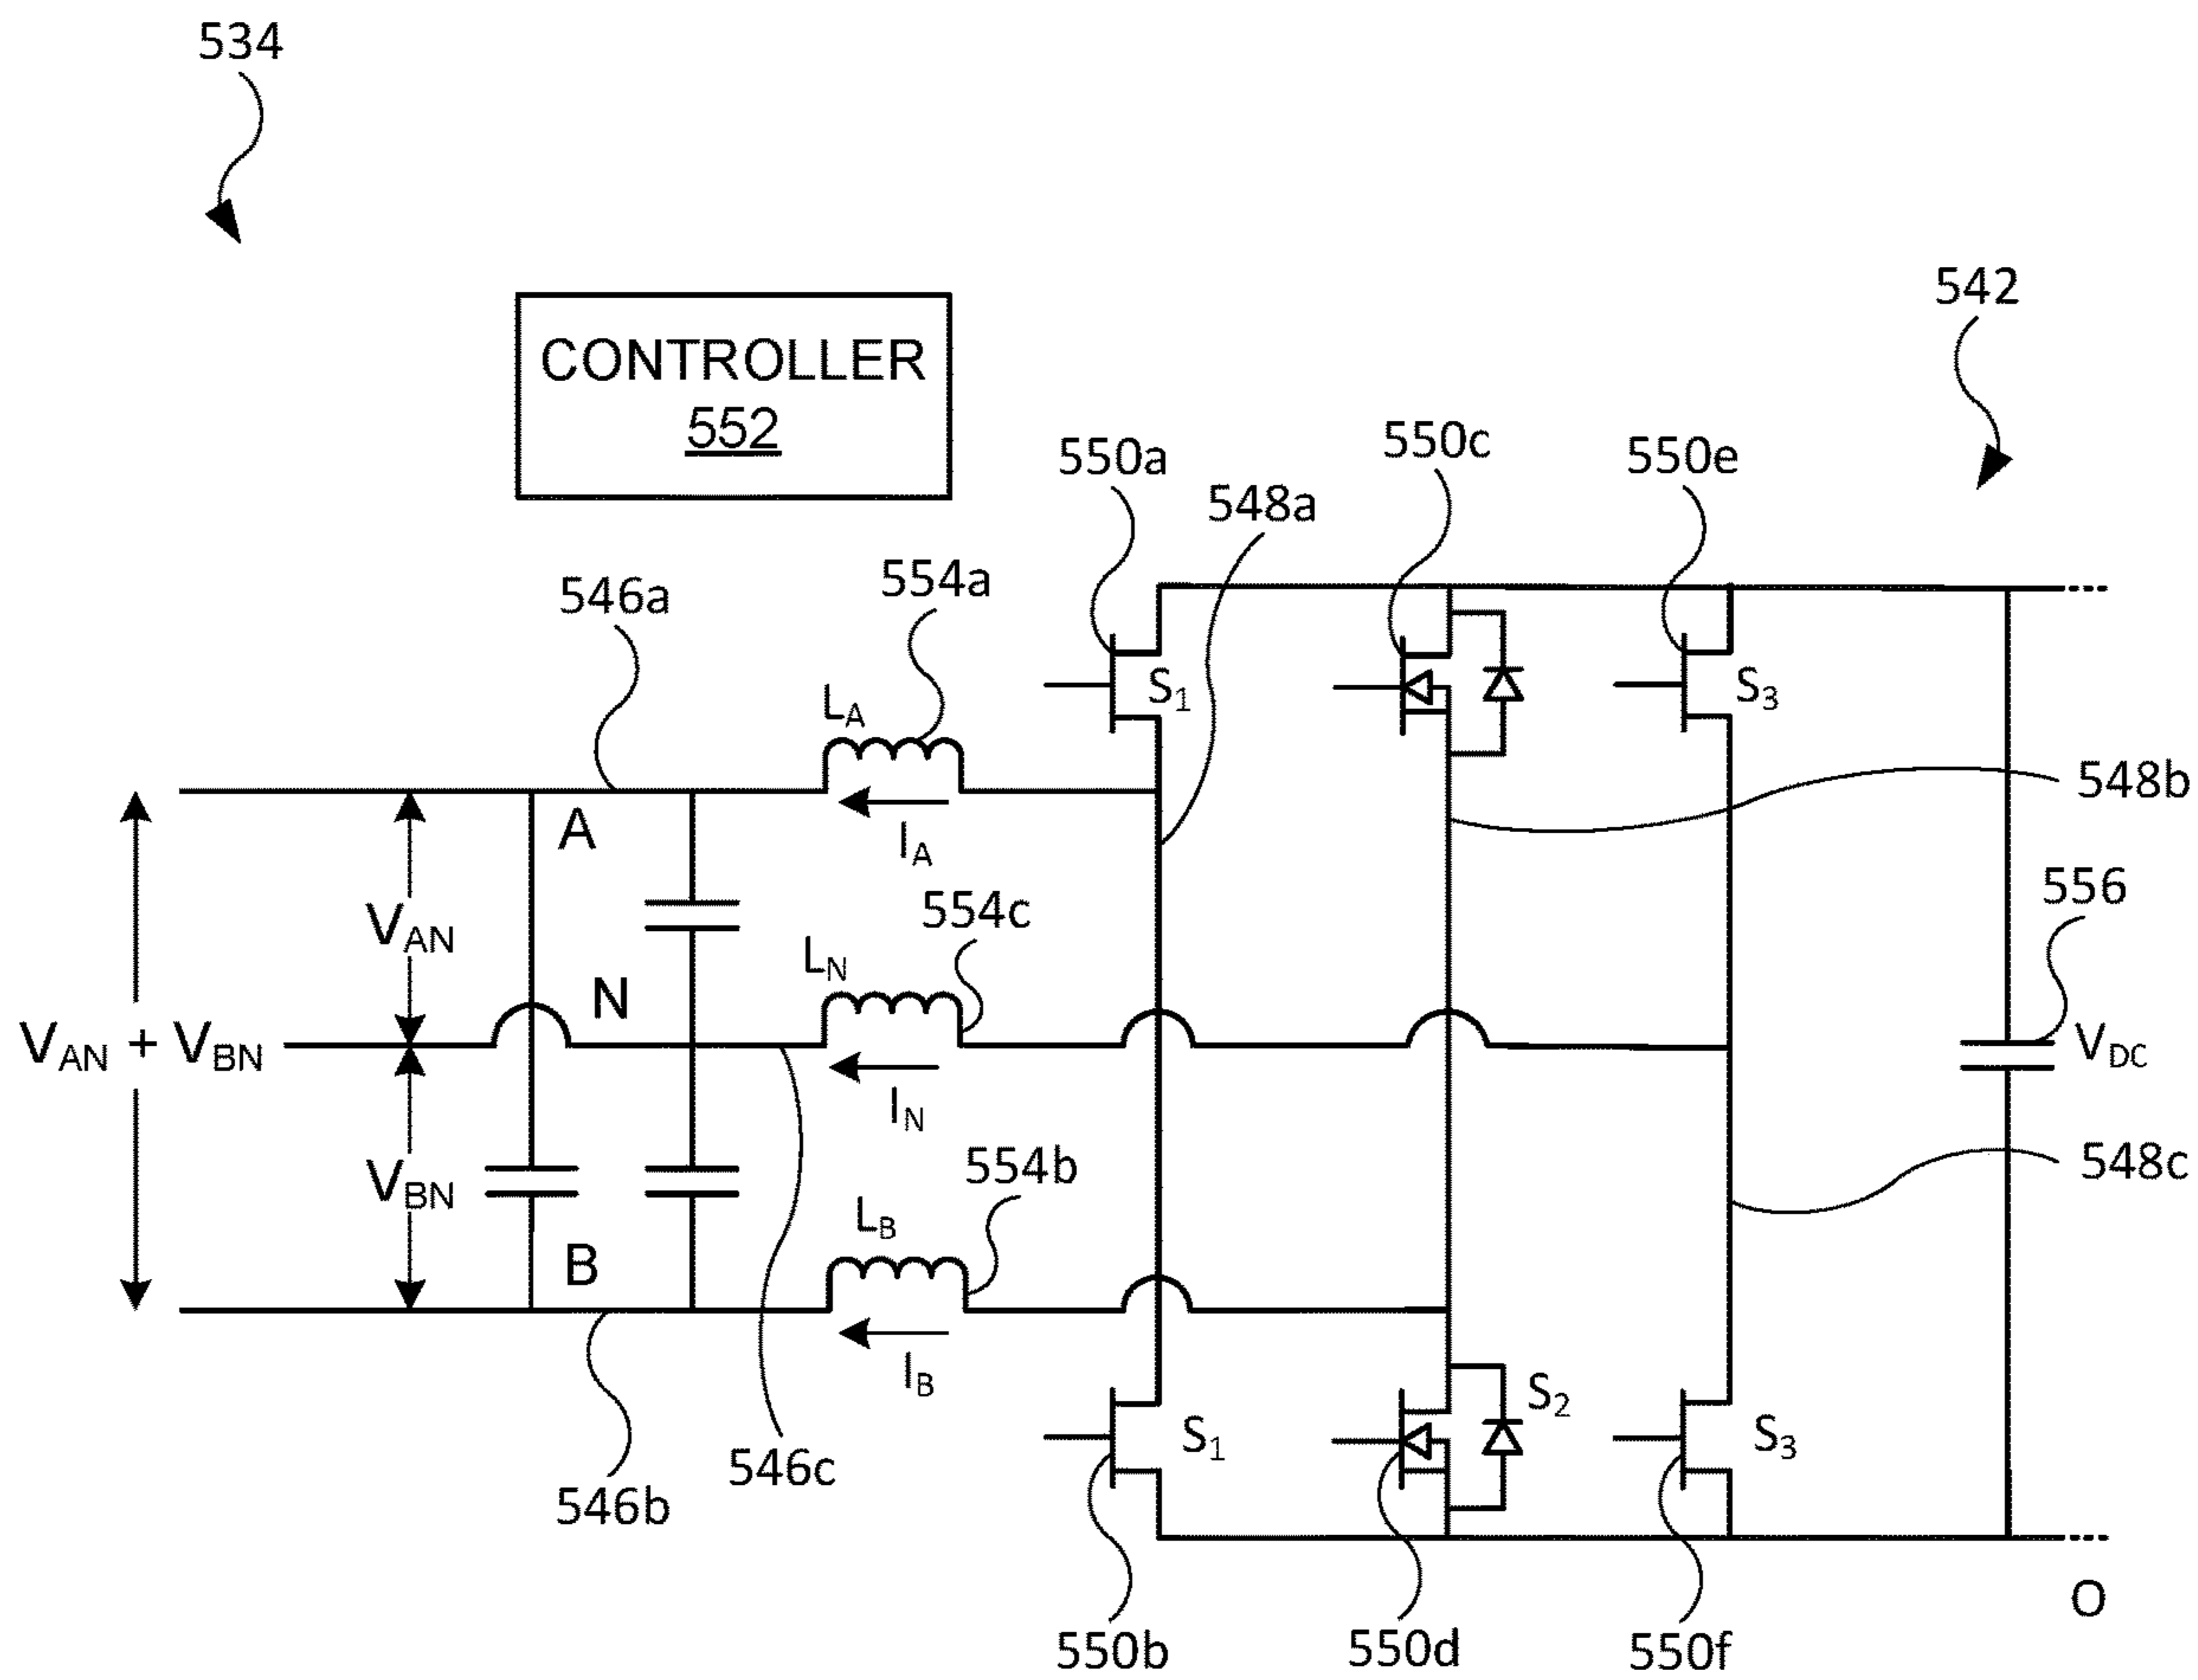 534
542
CONTROLLER
552
550a
550c
550e
548a
554a
546a
S1
S3
LA
548b
A
IA
556
VAN
554c
LN
N
VAN + VBN
VDC
IN
554b
548c
VBN
LB
B
IB
S2
S1
S3
546c
546b
O
550b
550d
550f